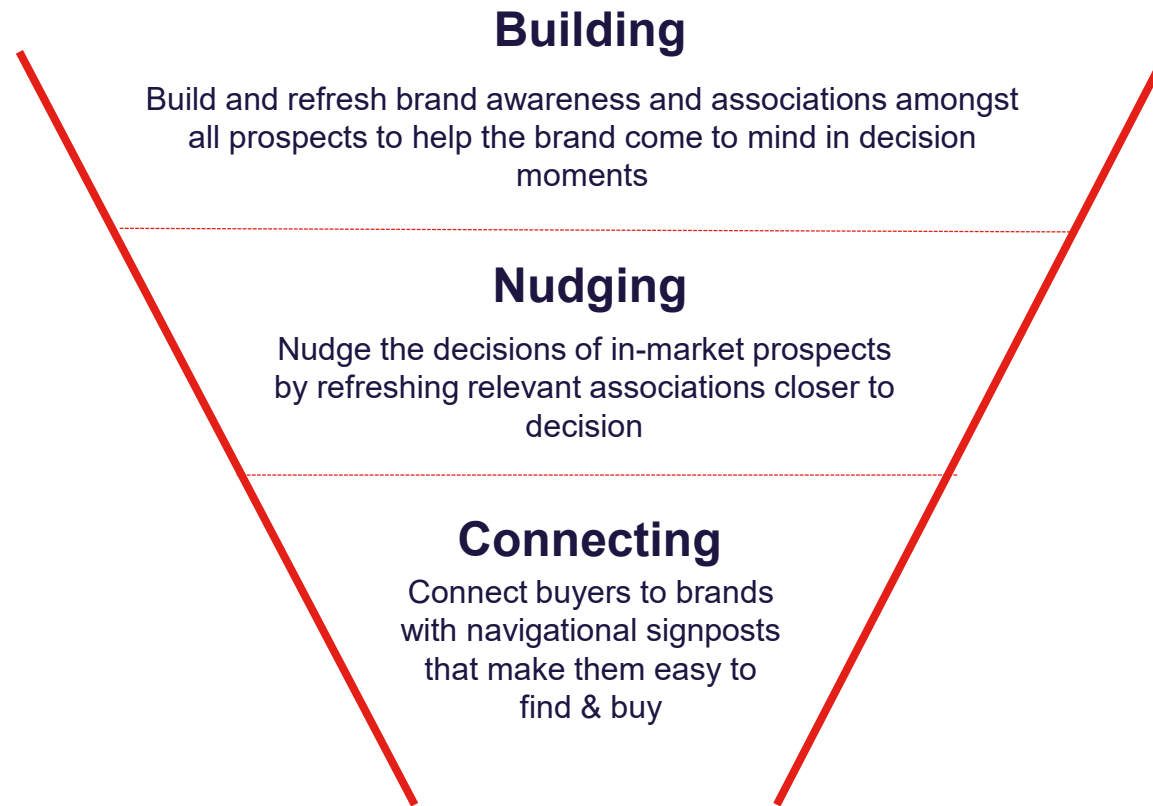 Building
Build and refresh brand awareness and associations amongst
all prospects to help the brand come to mind in decision
moments
Nudging
Nudge the decisions of in-market prospects
by refreshing relevant associations closer to
decision
Connecting
Connect buyers to brands
with navigational signposts
that make them easy to
find & buy